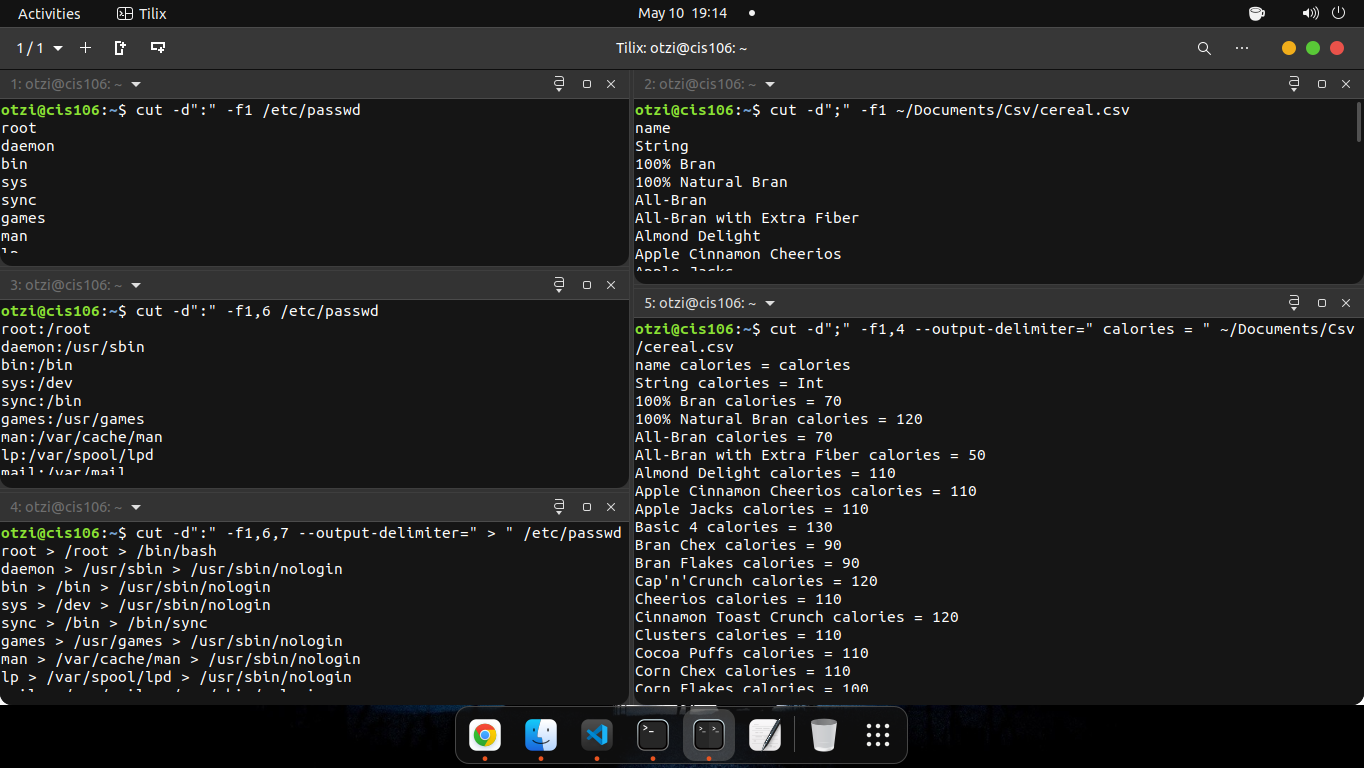 Activities
Tilix
May 10 19:14
1 / 1
Tilix: otzi@cis106: ~
1: otzi@cis106: ~
otzi@cis106:~$ cut -d":" -f1 /etc/passwd
root
daemon
bin
sys
sync
games
man
lp
3: otzi@cis106: ~
otzi@cis106:~$ cut -d":" -f1,6 /etc/passwd
root:/root
daemon:/usr/sbin
bin:/bin
sys:/dev
sync:/bin
games:/usr/games
man:/var/cache/man
lp:/var/spool/lpd
mail:/var/mail
4: otzi@cis106: ~
otzi@cis106:~$ cut -d":" -f1,6,7 --output-delimiter=" > " /etc/passwd
root > /root > /bin/bash
daemon > /usr/sbin > /usr/sbin/nologin
bin > /bin > /usr/sbin/nologin
sys > /dev > /usr/sbin/nologin
sync > /bin > /bin/sync
games > /usr/games > /usr/sbin/nologin
man > /var/cache/man > /usr/sbin/nologin
lp > /var/spool/lpd > /usr/sbin/nologin
2: otzi@cis106: ~
otzi@cis106:~$ cut -d";" -f1 ~/Documents/Csv/cereal.csv
name
String
100% Bran
100% Natural Bran
All-Bran
All-Bran with Extra Fiber
Almond Delight
Apple Cinnamon Cheerios
Apple Jacks
5: otzi@cis106: ~
otzi@cis106:~$ cut -d";" -f1,4 --output-delimiter=" calories = " ~/Documents/Csv
/cereal.csv
name calories = calories
String calories = Int
100% Bran calories = 70
100% Natural Bran calories = 120
All-Bran calories = 70
All-Bran with Extra Fiber calories = 50
Almond Delight calories = 110
Apple Cinnamon Cheerios calories = 110
Apple Jacks calories = 110
Basic 4 calories = 130
Bran Chex calories = 90
Bran Flakes calories = 90
Cap'n'Crunch calories = 120
Cheerios calories = 110
Cinnamon Toast Crunch calories = 120
Clusters calories = 110
Cocoa Puffs calories = 110
Corn Chex calories = 110
Corn Flakes calories = 100